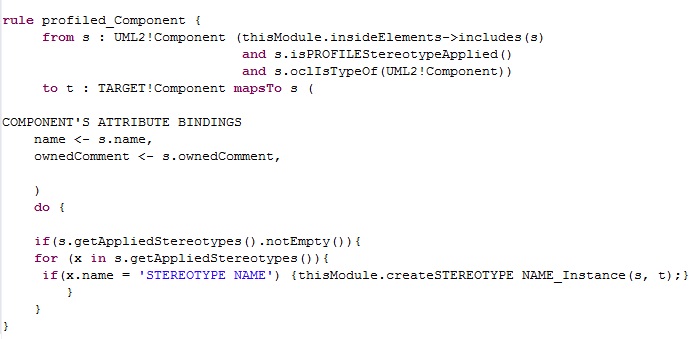 rule profiled_Component {
from s : UML2!Component (thisModule.insideElements->includes(s)
and s.isPROFILEStereotypeApplied()
and s.oclIsTypeOf(UML2!Component))
to t : TARGET!Component mapsTo s (
COMPONENT'S ATTRIBUTE BINDINGS
name <- s.name,
ownedComment <- s.ownedComment,
)
do {
if(s.getAppliedStereotypes().notEmpty()){
for (x in s.getAppliedStereotypes()){
if(x.name = 'STEREOTYPE NAME') {thisModule.createSTEREOTYPE NAME_Instance(s, t);}
}
}
}